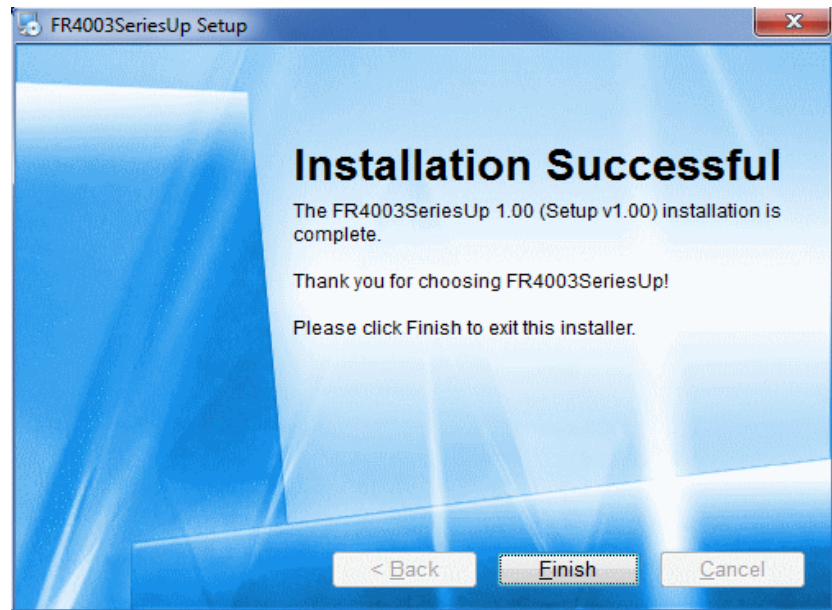 FR4003SeriesUp Setup
Installation Successful
The FR4003SeriesUp 1.00 (Setup v1.00) installation is
complete.
Thank you for choosing FR4003SeriesUp!
Please click Finish to exit this installer.
< Back Finish Cancel